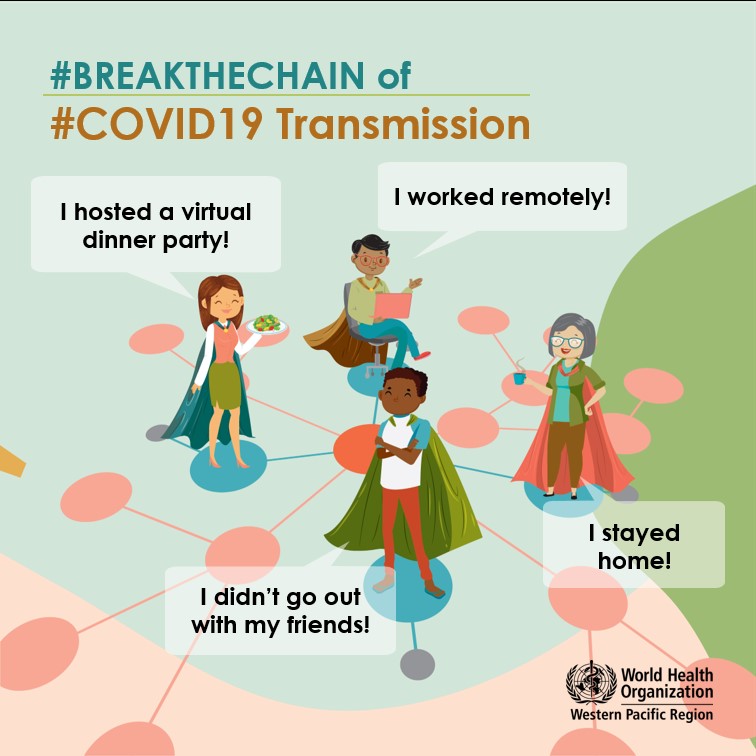 #BREAKTHECHAIN of
#COVID19 Transmission
I hosted a virtual
dinner party!
I worked remotely!
I stayed
home!
I didn’t go out
with my friends!
World Health
Organization
Western Pacific Region